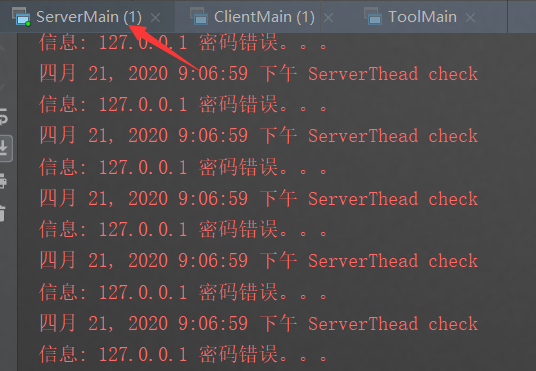 ServerMain (1) ClientMain (1) ToolMain
信息: 127.0.0.1 密码错误。。。
四月 21, 2020 9:06:59 下午 ServerThead check
信息: 127.0.0.1 密码错误。。。
四月 21, 2020 9:06:59 下午 ServerThead check
信息: 127.0.0.1 密码错误。。。
四月 21, 2020 9:06:59 下午 ServerThead check
信息: 127.0.0.1 密码错误。。。
四月 21, 2020 9:06:59 下午 ServerThead check
信息: 127.0.0.1 密码错误。。。
四月 21, 2020 9:06:59 下午 ServerThead check
信息: 127.0.0.1 密码错误。。。